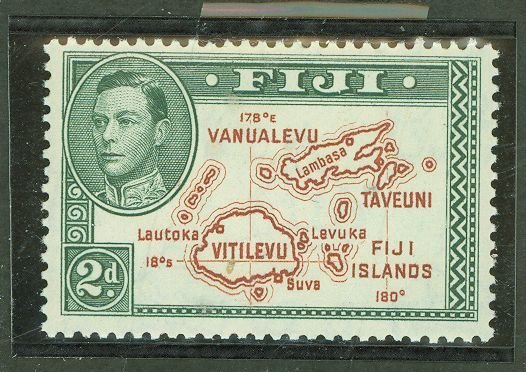 · FIJI ·
178°E
VANUALEVU
Lambasa
TAVEUNI
Lautoka
Levuka
VITILEVU
FIJI
ISLANDS
18°S
Suva
180°
2d.